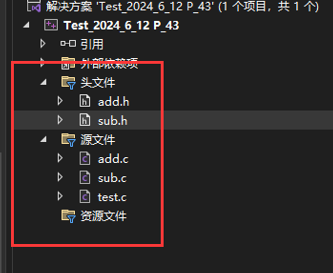 解决方案 'Test_2024_6_12 P_43' (1 个项目，共 1 个)
Test_2024_6_12 P_43
引用
外部依赖项
头文件
add.h
sub.h
源文件
add.c
sub.c
test.c
资源文件